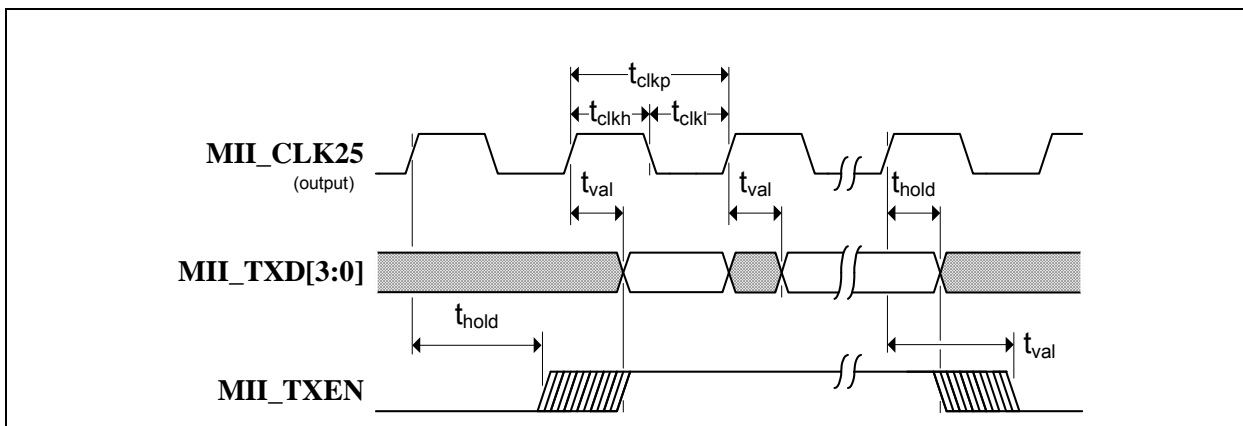 t_clkp
t_clkh t_clkl
MII_CLK25
(output)
t_val t_val t_hold
MII_TXD[3:0]
t_hold
t_val
MII_TXEN